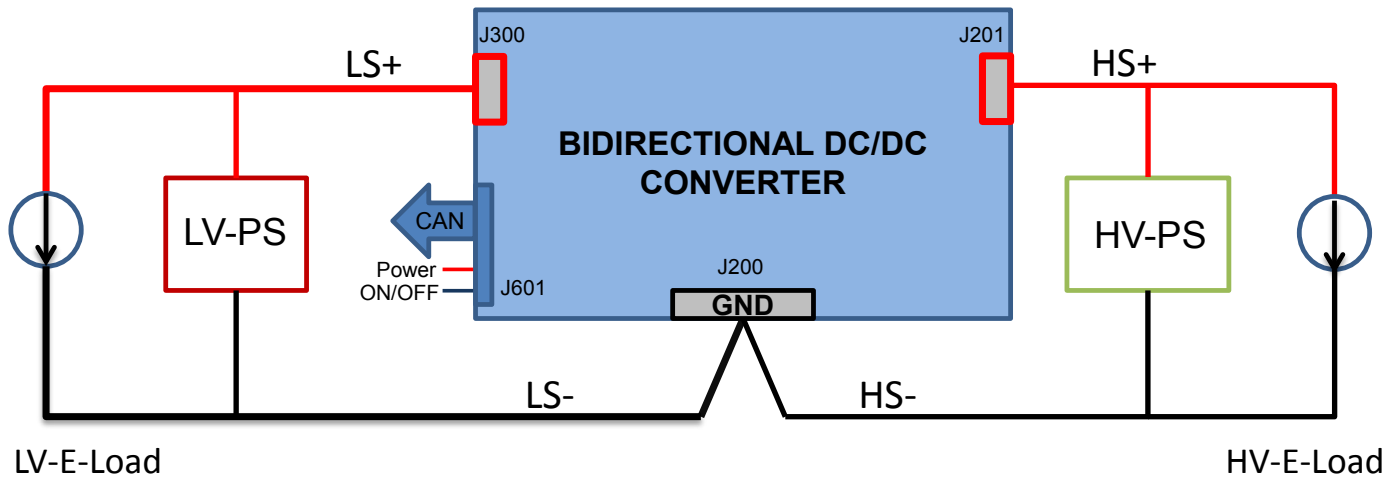 J300
J201
LS+
HS+
BIDIRECTIONAL DC/DC
CONVERTER
LV-PS
CAN
HV-PS
Power
ON/OFF
J601
J200
GND
LS-
HS-
LV-E-Load
HV-E-Load